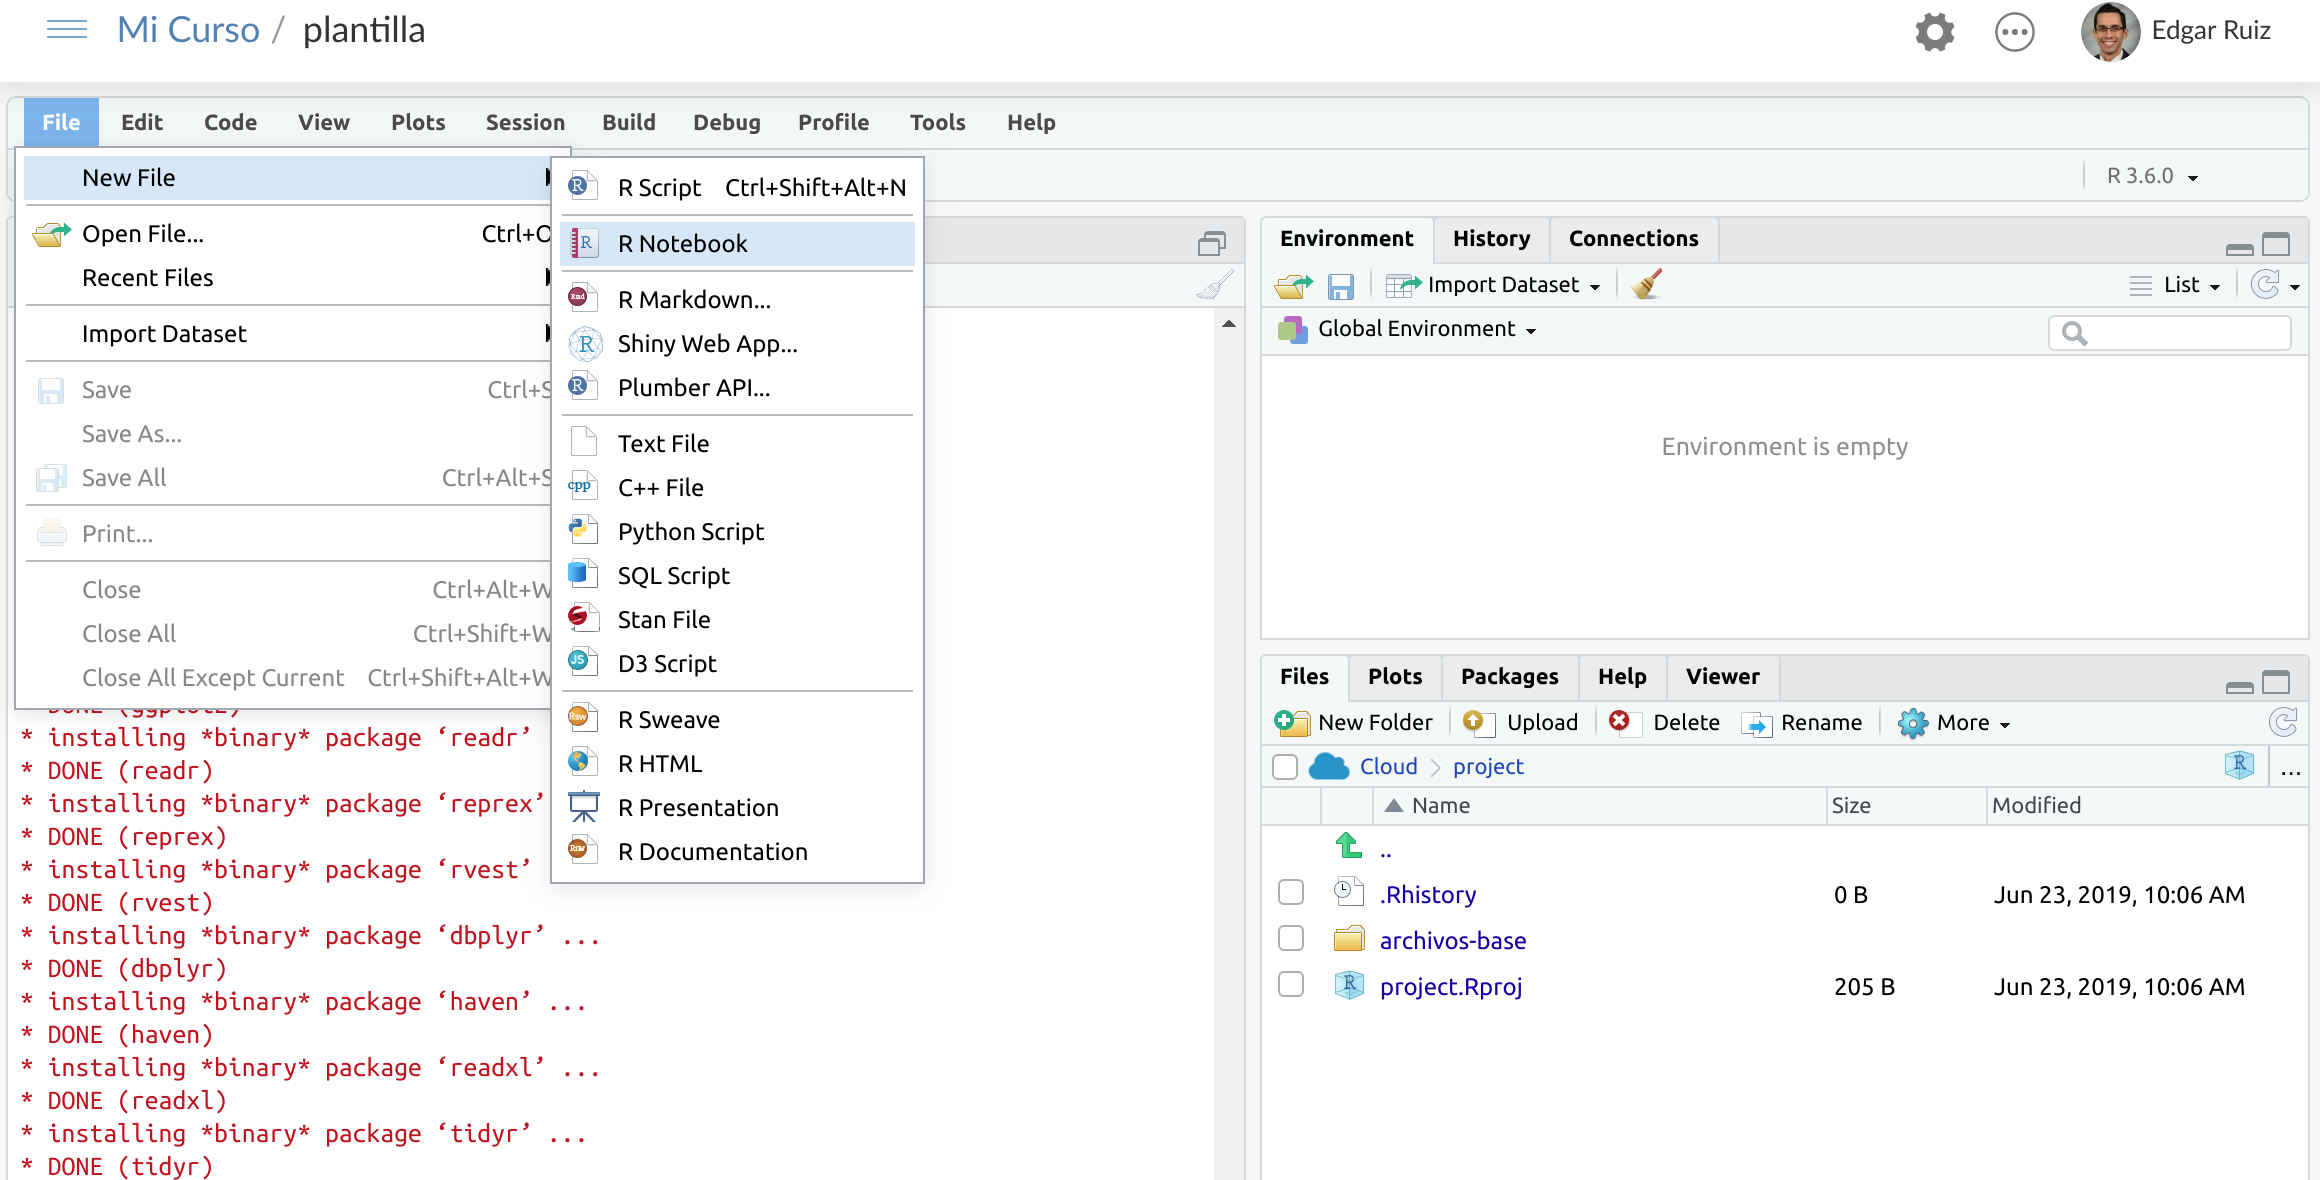 Mi Curso / plantilla
Edgar Ruiz
File Edit Code View Plots Session Build Debug Profile Tools Help
R 3.6.0
New File
Open File... Ctrl+O
Recent Files
Import Dataset
Save Ctrl+S
Save As...
Save All Ctrl+Alt+S
Print...
Close Ctrl+Alt+W
Close All Ctrl+Shift+W
Close All Except Current Ctrl+Shift+Alt+W
R Script Ctrl+Shift+Alt+N
R Notebook
R Markdown...
Shiny Web App...
Plumber API...
Text File
C++ File
Python Script
SQL Script
Stan File
D3 Script
R Sweave
R HTML
R Presentation
R Documentation
* DONE (ggplot2)
* installing *binary* package ‘readr’
* DONE (readr)
* installing *binary* package ‘reprex’
* DONE (reprex)
* installing *binary* package ‘rvest’
* DONE (rvest)
* installing *binary* package ‘dbplyr’ ...
* DONE (dbplyr)
* installing *binary* package ‘haven’ ...
* DONE (haven)
* installing *binary* package ‘readxl’ ...
* DONE (readxl)
* installing *binary* package ‘tidyr’ ...
* DONE (tidyr)
Environment History Connections
Import Dataset List
Global Environment
Environment is empty
Files Plots Packages Help Viewer
New Folder Upload Delete Rename More
Cloud project ...
Name Size Modified
..
.Rhistory 0 B Jun 23, 2019, 10:06 AM
archivos-base
project.Rproj 205 B Jun 23, 2019, 10:06 AM